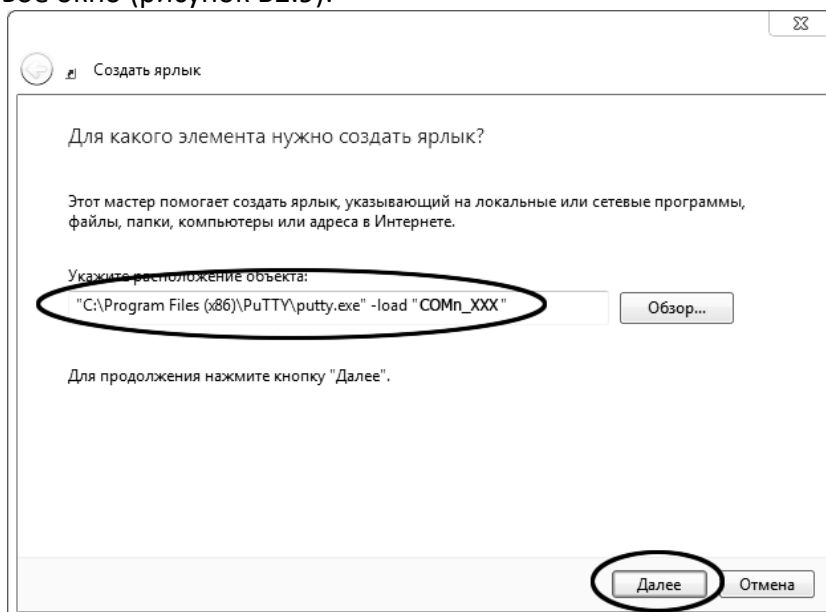 окно (рисунок
Создать ярлык
Для какого элемента нужно создать ярлык?
Этот мастер помогает создать ярлык, указывающий на локальные или сетевые программы,
файлы, папки, компьютеры или адреса в Интернете.
Укажите расположение объекта:
"C:\Program Files (x86)\PuTTY\putty.exe" -load "COMn_XXX"
Обзор...
Для продолжения нажмите кнопку "Далее".
Далее
Отмена